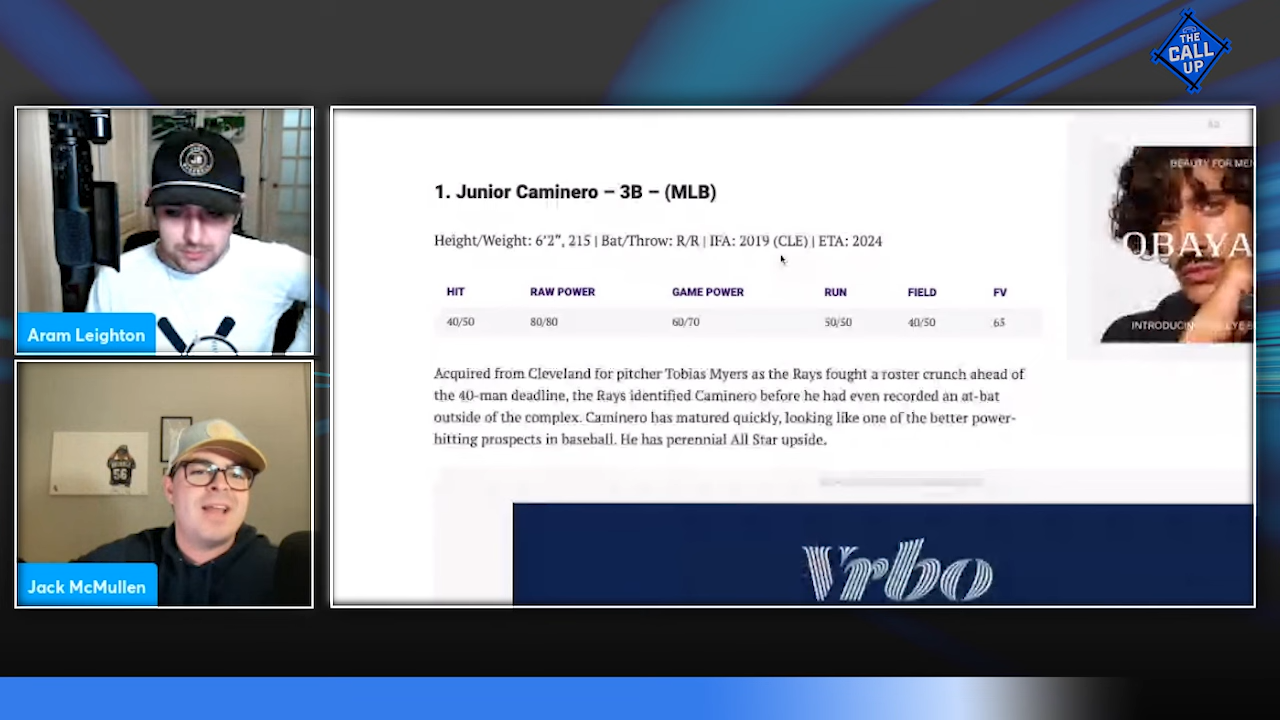 THE
CALL
UP
Aram Leighton
56
Jack McMullen
1. Junior Caminero – 3B – (MLB)
Height/Weight: 6'2", 215 | Bat/Throw: R/R | IFA: 2019 (CLE) | ETA: 2024
HIT RAW POWER GAME POWER RUN FIELD FV
40/50 80/80 60/70 50/50 40/50 65
Acquired from Cleveland for pitcher Tobias Myers as the Rays fought a roster crunch ahead of
the 40-man deadline, the Rays identified Caminero before he had even recorded an at-bat
outside of the complex. Caminero has matured quickly, looking like one of the better power-
hitting prospects in baseball. He has perennial All Star upside.
BEAUTY FOR MEN
OBAYA
Vrbo